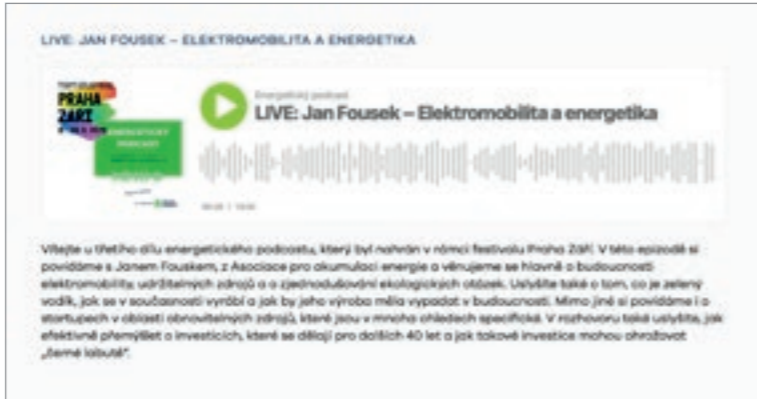 LIVE: JAN FOUSEK – ELEKTROMOBILITA A ENERGETIKA
PRAHA
ZÁŘÍ
Energetický podcast
LIVE: Jan Fousek – Elektromobilita a energetika
ENERGETICKÝ
PODCAST
Vítejte u třetího dílu energetického podcastu, který byl nahrán v rámci festivalu Praha Září. V této epizodě si
povídáme s Janem Fouskem, z Asociace pro akumulaci energie a věnujeme se hlavně o budoucnosti
elektromobility, udržitelných zdrojů a o zjednodušování ekologických otázek. Uslyšíte také o tom, co je zelený
vodík, jak se v současnosti vyrábí a jak by jeho výroba měla vypadat v budoucnosti. Mimo jiné si povídáme i o
startupech v oblasti obnovitelných zdrojů, které jsou v mnoha ohledech specifické. V rozhovoru také uslyšíte, jak
efektivně přemýšlet o investicích, které se dělají pro dalších 40 let a jak takové investice mohou ohrožovat
„černé labutě“.